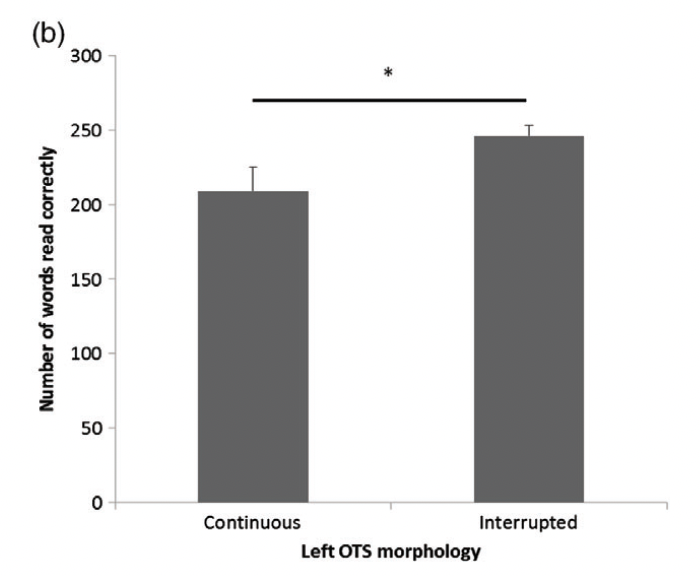 (b)
300
*
250
200
150
100
50
0
Number of words read correctly
Continuous Interrupted
Left OTS morphology